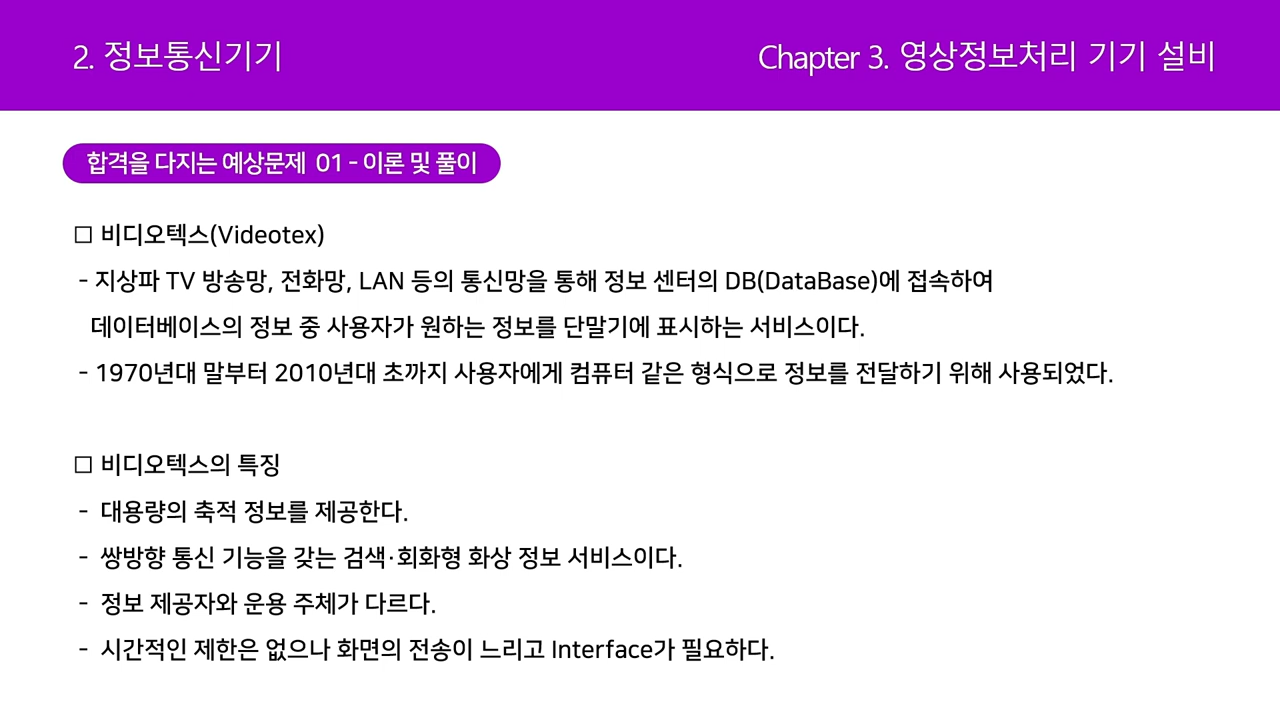 2. 정보통신기기
Chapter 3. 영상정보처리 기기 설비
합격을 다지는 예상문제 01 - 이론 및 풀이
□ 비디오텍스(Videotex)
- 지상파 TV 방송망, 전화망, LAN 등의 통신망을 통해 정보 센터의 DB(DataBase)에 접속하여
데이터베이스의 정보 중 사용자가 원하는 정보를 단말기에 표시하는 서비스이다.
- 1970년대 말부터 2010년대 초까지 사용자에게 컴퓨터 같은 형식으로 정보를 전달하기 위해 사용되었다.
□ 비디오텍스의 특징
- 대용량의 축적 정보를 제공한다.
- 쌍방향 통신 기능을 갖는 검색·회화형 화상 정보 서비스이다.
- 정보 제공자와 운용 주체가 다르다.
- 시간적인 제한은 없으나 화면의 전송이 느리고 Interface가 필요하다.